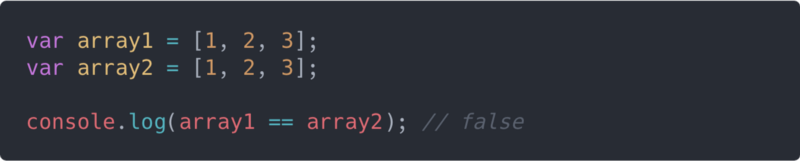 var array1 = [1, 2, 3];
var array2 = [1, 2, 3];
console.log(array1 == array2); // false